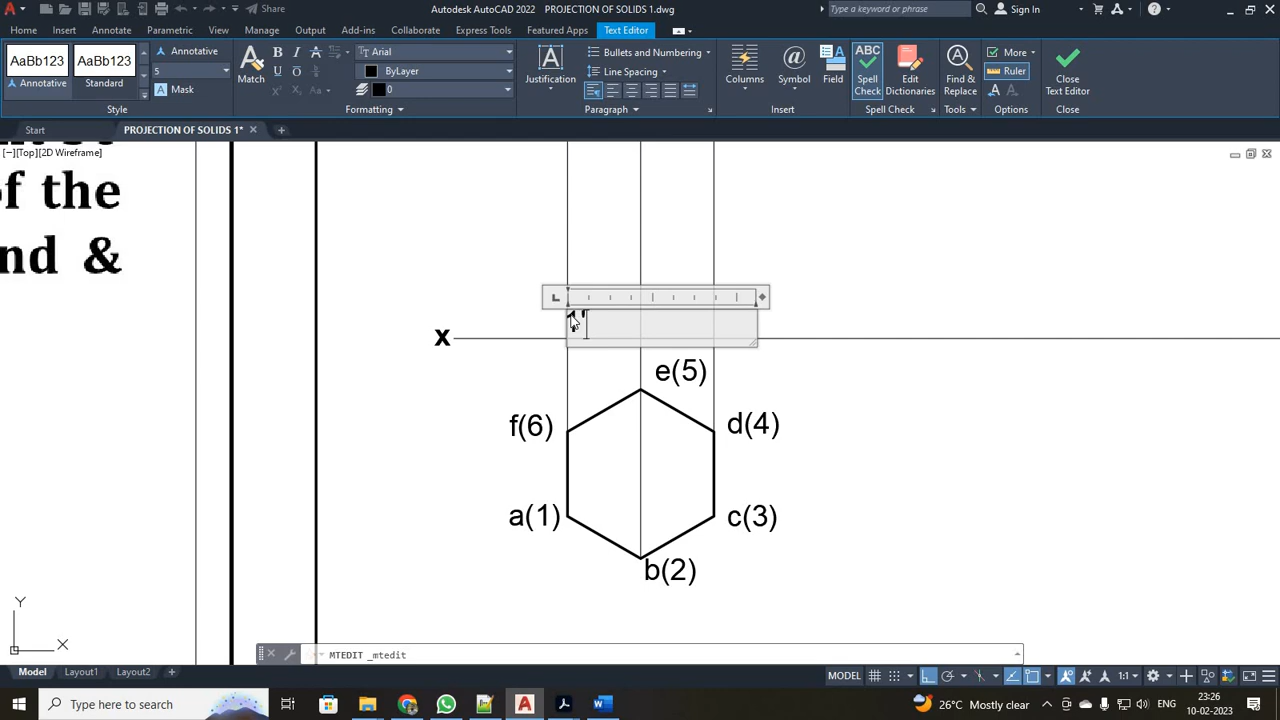 Share
Autodesk AutoCAD 2022 PROJECTION OF SOLIDS 1.dwg
Type a keyword or phrase
Sign In
Home Insert Annotate Parametric View Manage Output Add-ins Collaborate Express Tools Featured Apps Text Editor
AaBb123 AaBb123 Annotative
5
Mask
Annotative Standard
Style
Match
B I A
U O
Arial
ByLayer
0
Formatting
Justification
Bullets and Numbering
Line Spacing
Paragraph
Columns Symbol Field
Insert
ABC
Spell Check
Edit Dictionaries
Spell Check
Find & Replace
Tools
More
Ruler
Options
Close Text Editor
Close
Start PROJECTION OF SOLIDS 1*
[−][Top][2D Wireframe]
of the
nd &
X
e(5)
f(6) d(4)
a(1) c(3)
b(2)
Y
X
MTEDIT _mtedit
Model Layout1 Layout2
MODEL
1:1
Type here to search
26°C Mostly clear
ENG
23:26
10-02-2023